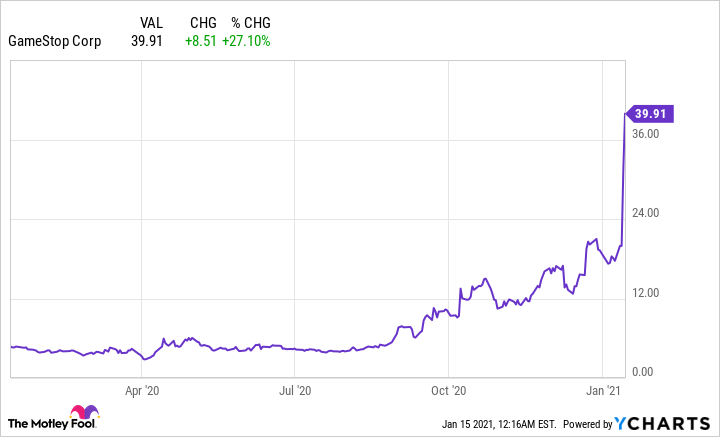 VAL CHG % CHG
GameStop Corp 39.91 +8.51 +27.10%
39.91
36.00
24.00
12.00
0.00
Apr '20 Jul '20 Oct '20 Jan '21
The Motley Fool. Jan 15 2021, 12:16AM EST. Powered by YCHARTS